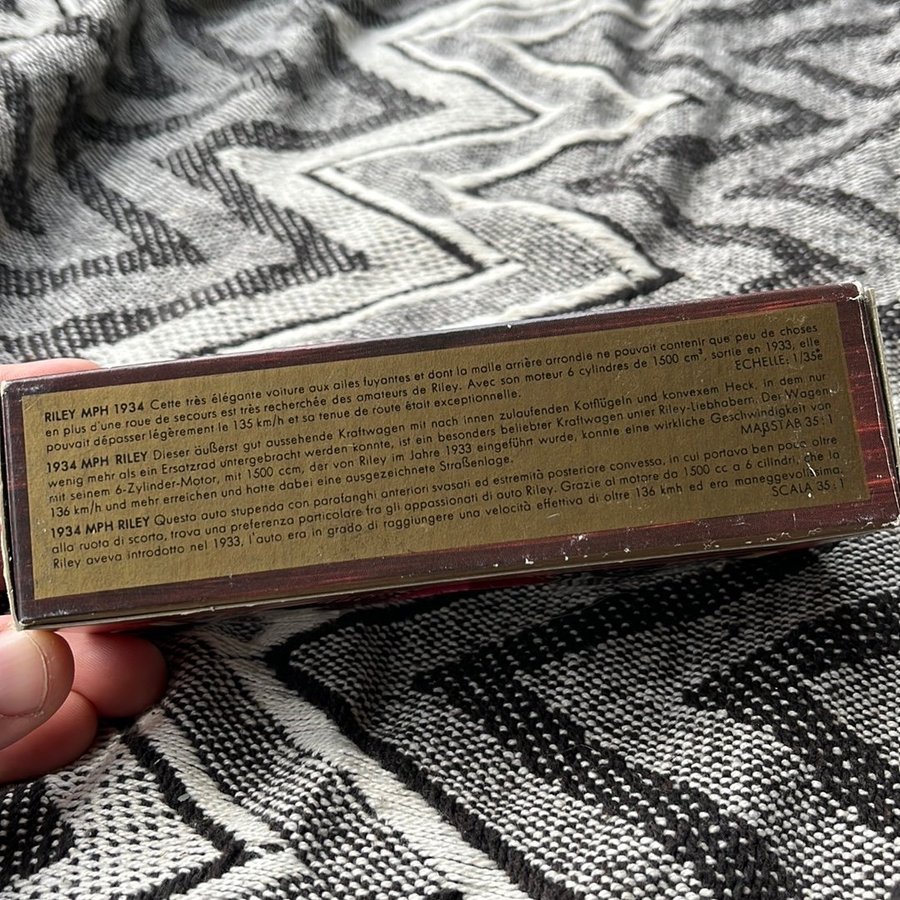 RILEY MPH 1934 Cette très élégante voiture aux ailes fuyantes et dont la malle arrière arrondie ne pouvait contenir que peu de choses
en plus d'une roue de secours est très recherchée des amateurs de Riley. Avec son moteur 6 cylindres de 1500 cm³, sortie en 1933, elle
pouvait dépasser légèrement le 135 km/h et sa tenue de route était exceptionnelle. ECHELLE: 1/35e
1934 MPH RILEY Dieser äußerst gut aussehende Kraftwagen mit nach innen zulaufenden Kotflügeln und konvexem Heck, in dem nur
wenig mehr als ein Ersatzrad untergebracht werden konnte, ist ein besonders beliebter Kraftwagen unter Riley-Liebhabern. Der Wagen
mit seinem 6-Zylinder-Motor, mit 1500 ccm, der von Riley im Jahre 1933 eingeführt wurde, konnte eine wirkliche Geschwindigkeit von
136 km/h und mehr erreichen und hatte dabei eine ausgezeichnete Straßenlage. MAßSTAB 35:1
1934 MPH RILEY Questa auto stupenda con parafanghi anteriori svasati ed estremità posteriore convessa, in cui portava ben poco oltre
alla ruota di scorta, trova una preferenza particolare fra gli appassionati di auto Riley. Grazie al motore da 1500 cc a 6 cilindri, che la
Riley aveva introdotto nel 1933, l'auto era in grado di raggiungere una velocità effettiva di oltre 136 kmh ed era maneggevolissima.
SCALA 35:1